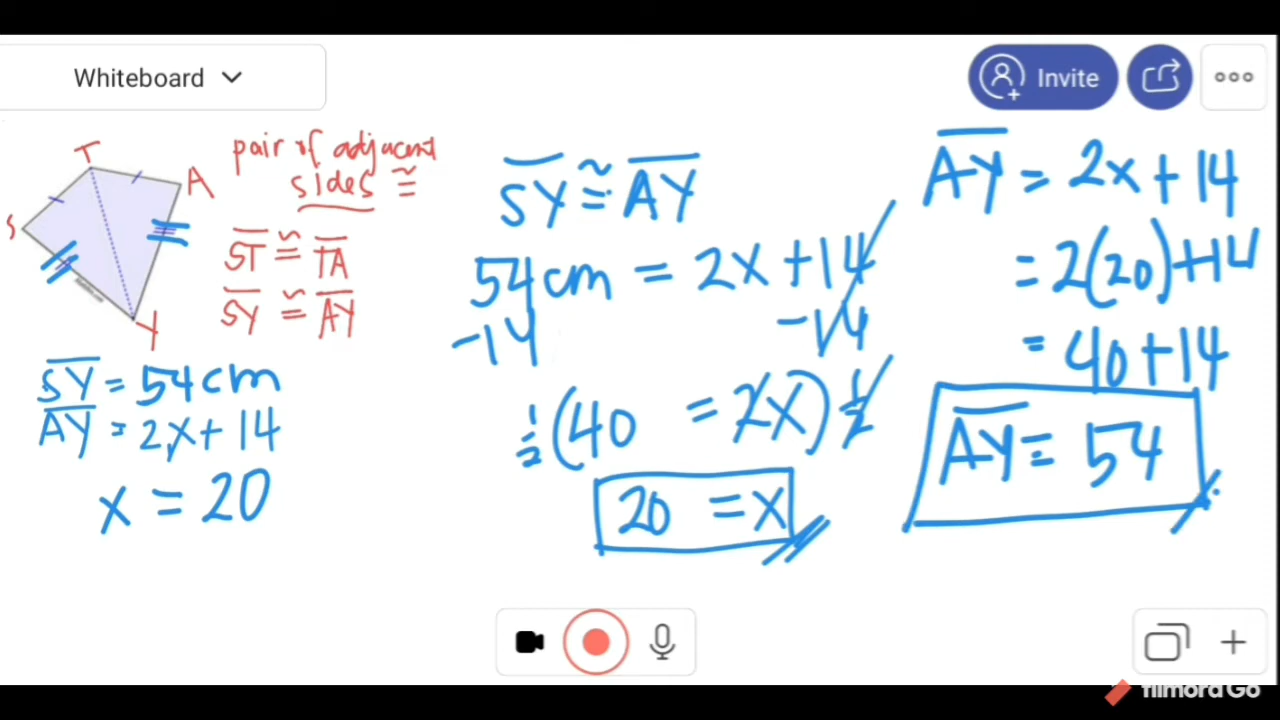 Whiteboard
Invite
T
A
S
Y
pair of adjacent
sides ≅
ST ≅ TA
SY ≅ AY
SY = 54 cm
AY = 2x + 14
x = 20
SY ≅ AY
54 cm = 2x + 14
-14 -14
1/2 (40 = 2x) 1/2
20 = x
AY = 2x + 14
= 2(20) + 14
= 40 + 14
AY = 54
filmora Go